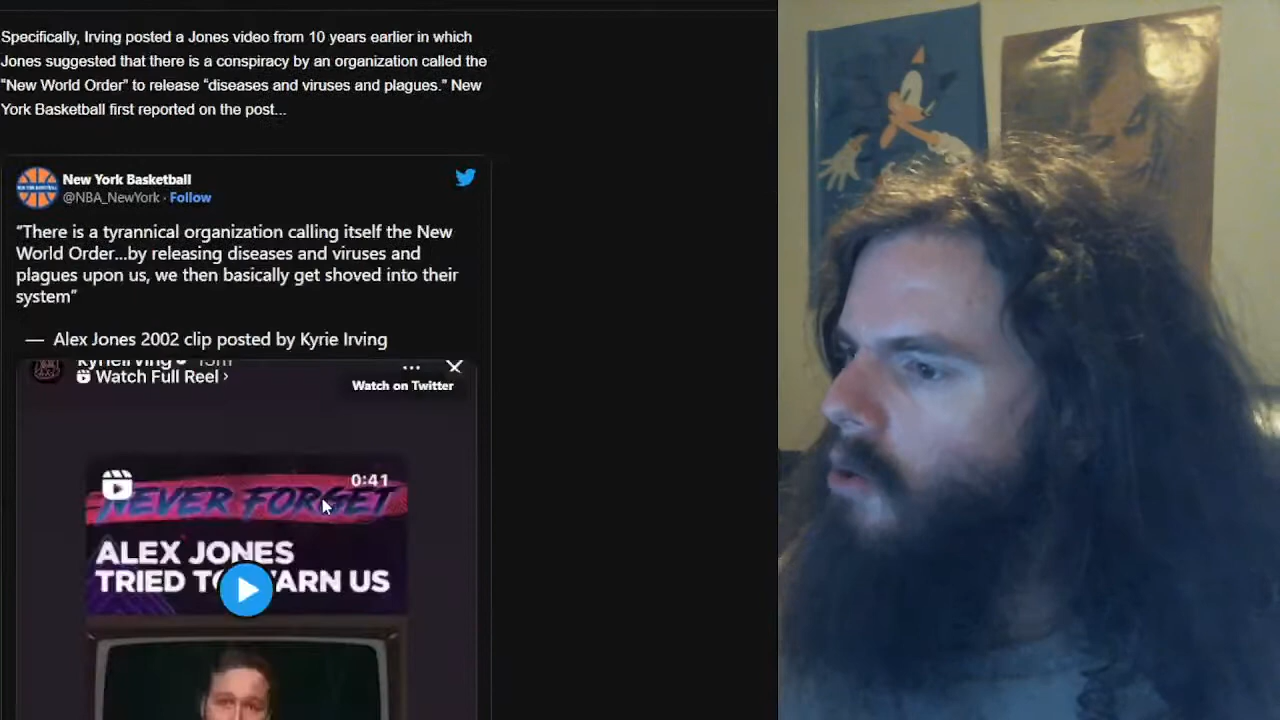 Specifically, Irving posted a Jones video from 10 years earlier in which
Jones suggested that there is a conspiracy by an organization called the
"New World Order" to release “diseases and viruses and plagues.” New
York Basketball first reported on the post...
New York Basketball
@NBA_NewYork · Follow
“There is a tyrannical organization calling itself the New
World Order...by releasing diseases and viruses and
plagues upon us, we then basically get shoved into their
system”
— Alex Jones 2002 clip posted by Kyrie Irving
Watch Full Reel ›
Watch on Twitter
0:41
NEVER FORGET
ALEX JONES
TRIED TO WARN US